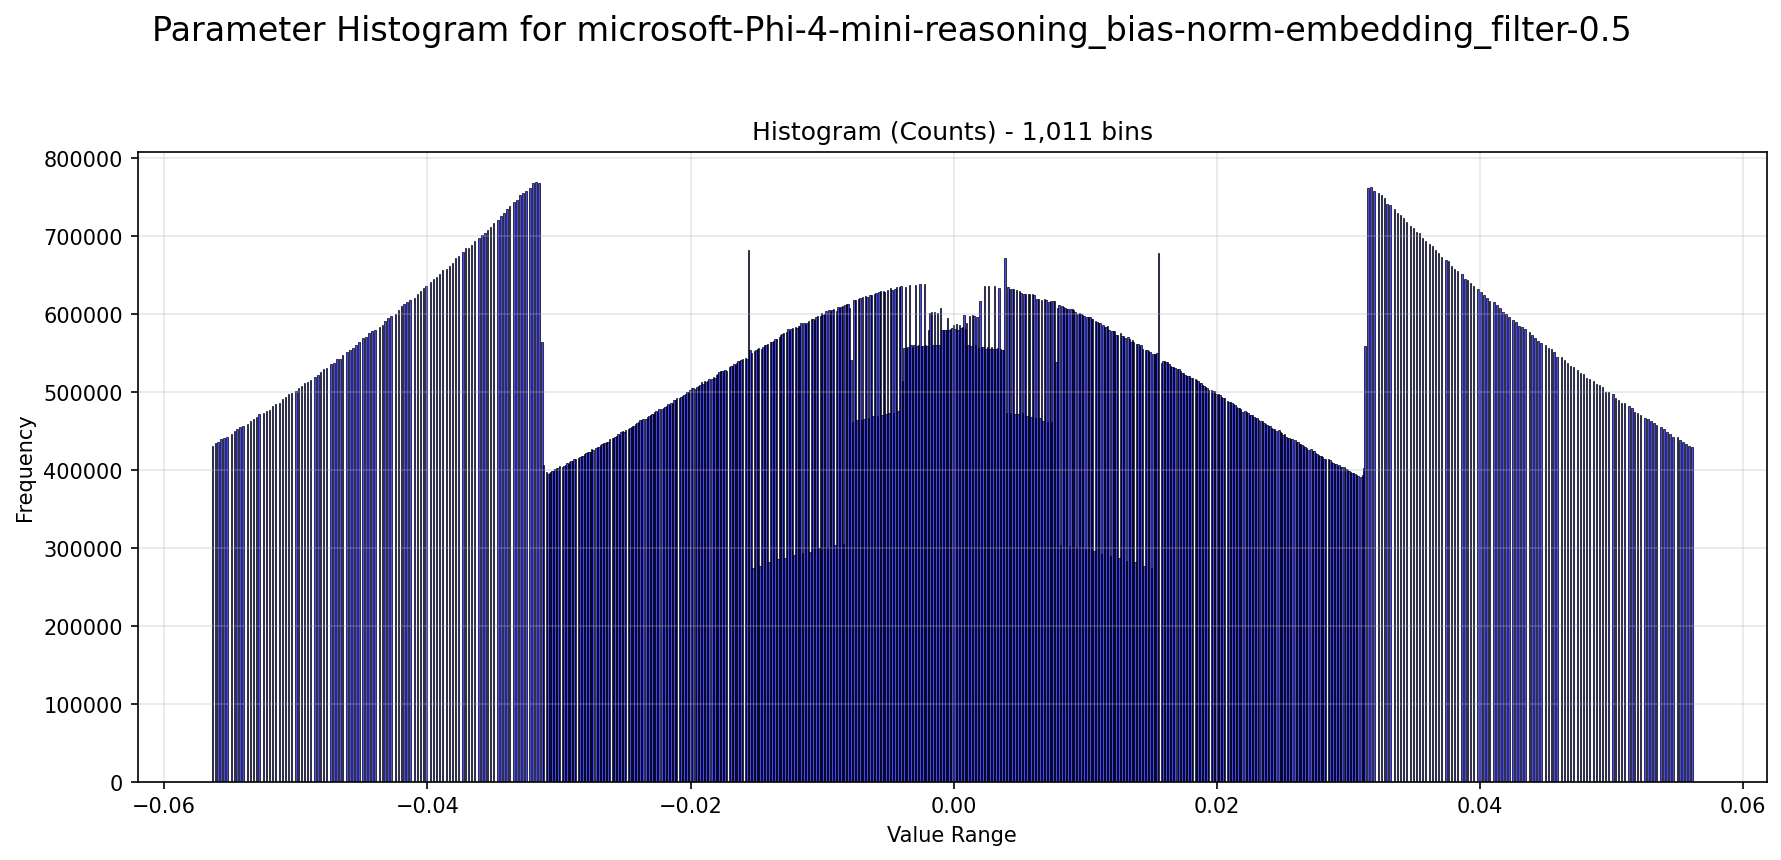 Parameter Histogram for microsoft-Phi-4-mini-reasoning_bias-norm-embedding_filter-0.5
Histogram (Counts) - 1,011 bins
800000
700000
600000
500000
400000
300000
200000
100000
0
Frequency
−0.06 −0.04 −0.02 0.00 0.02 0.04 0.06
Value Range